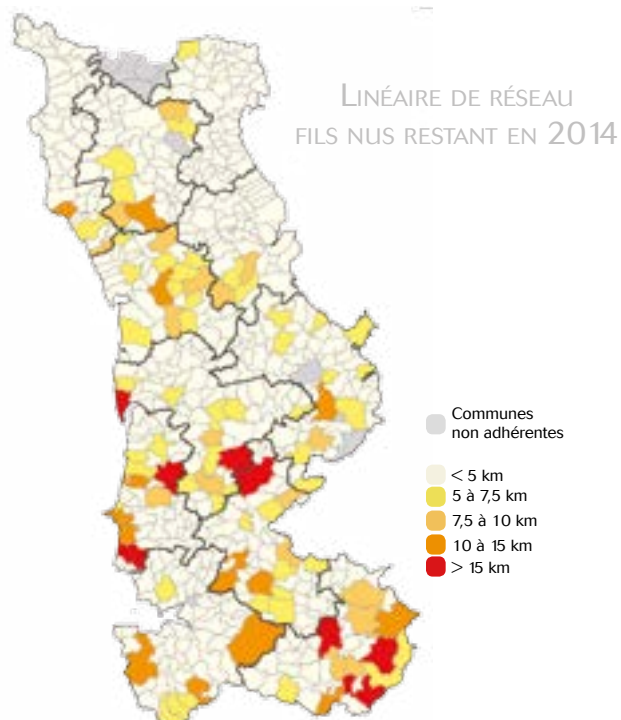 Linéaire de réseau
fils nus restant en 2014
Communes
non adhérentes
< 5 km
5 à 7,5 km
7,5 à 10 km
10 à 15 km
> 15 km